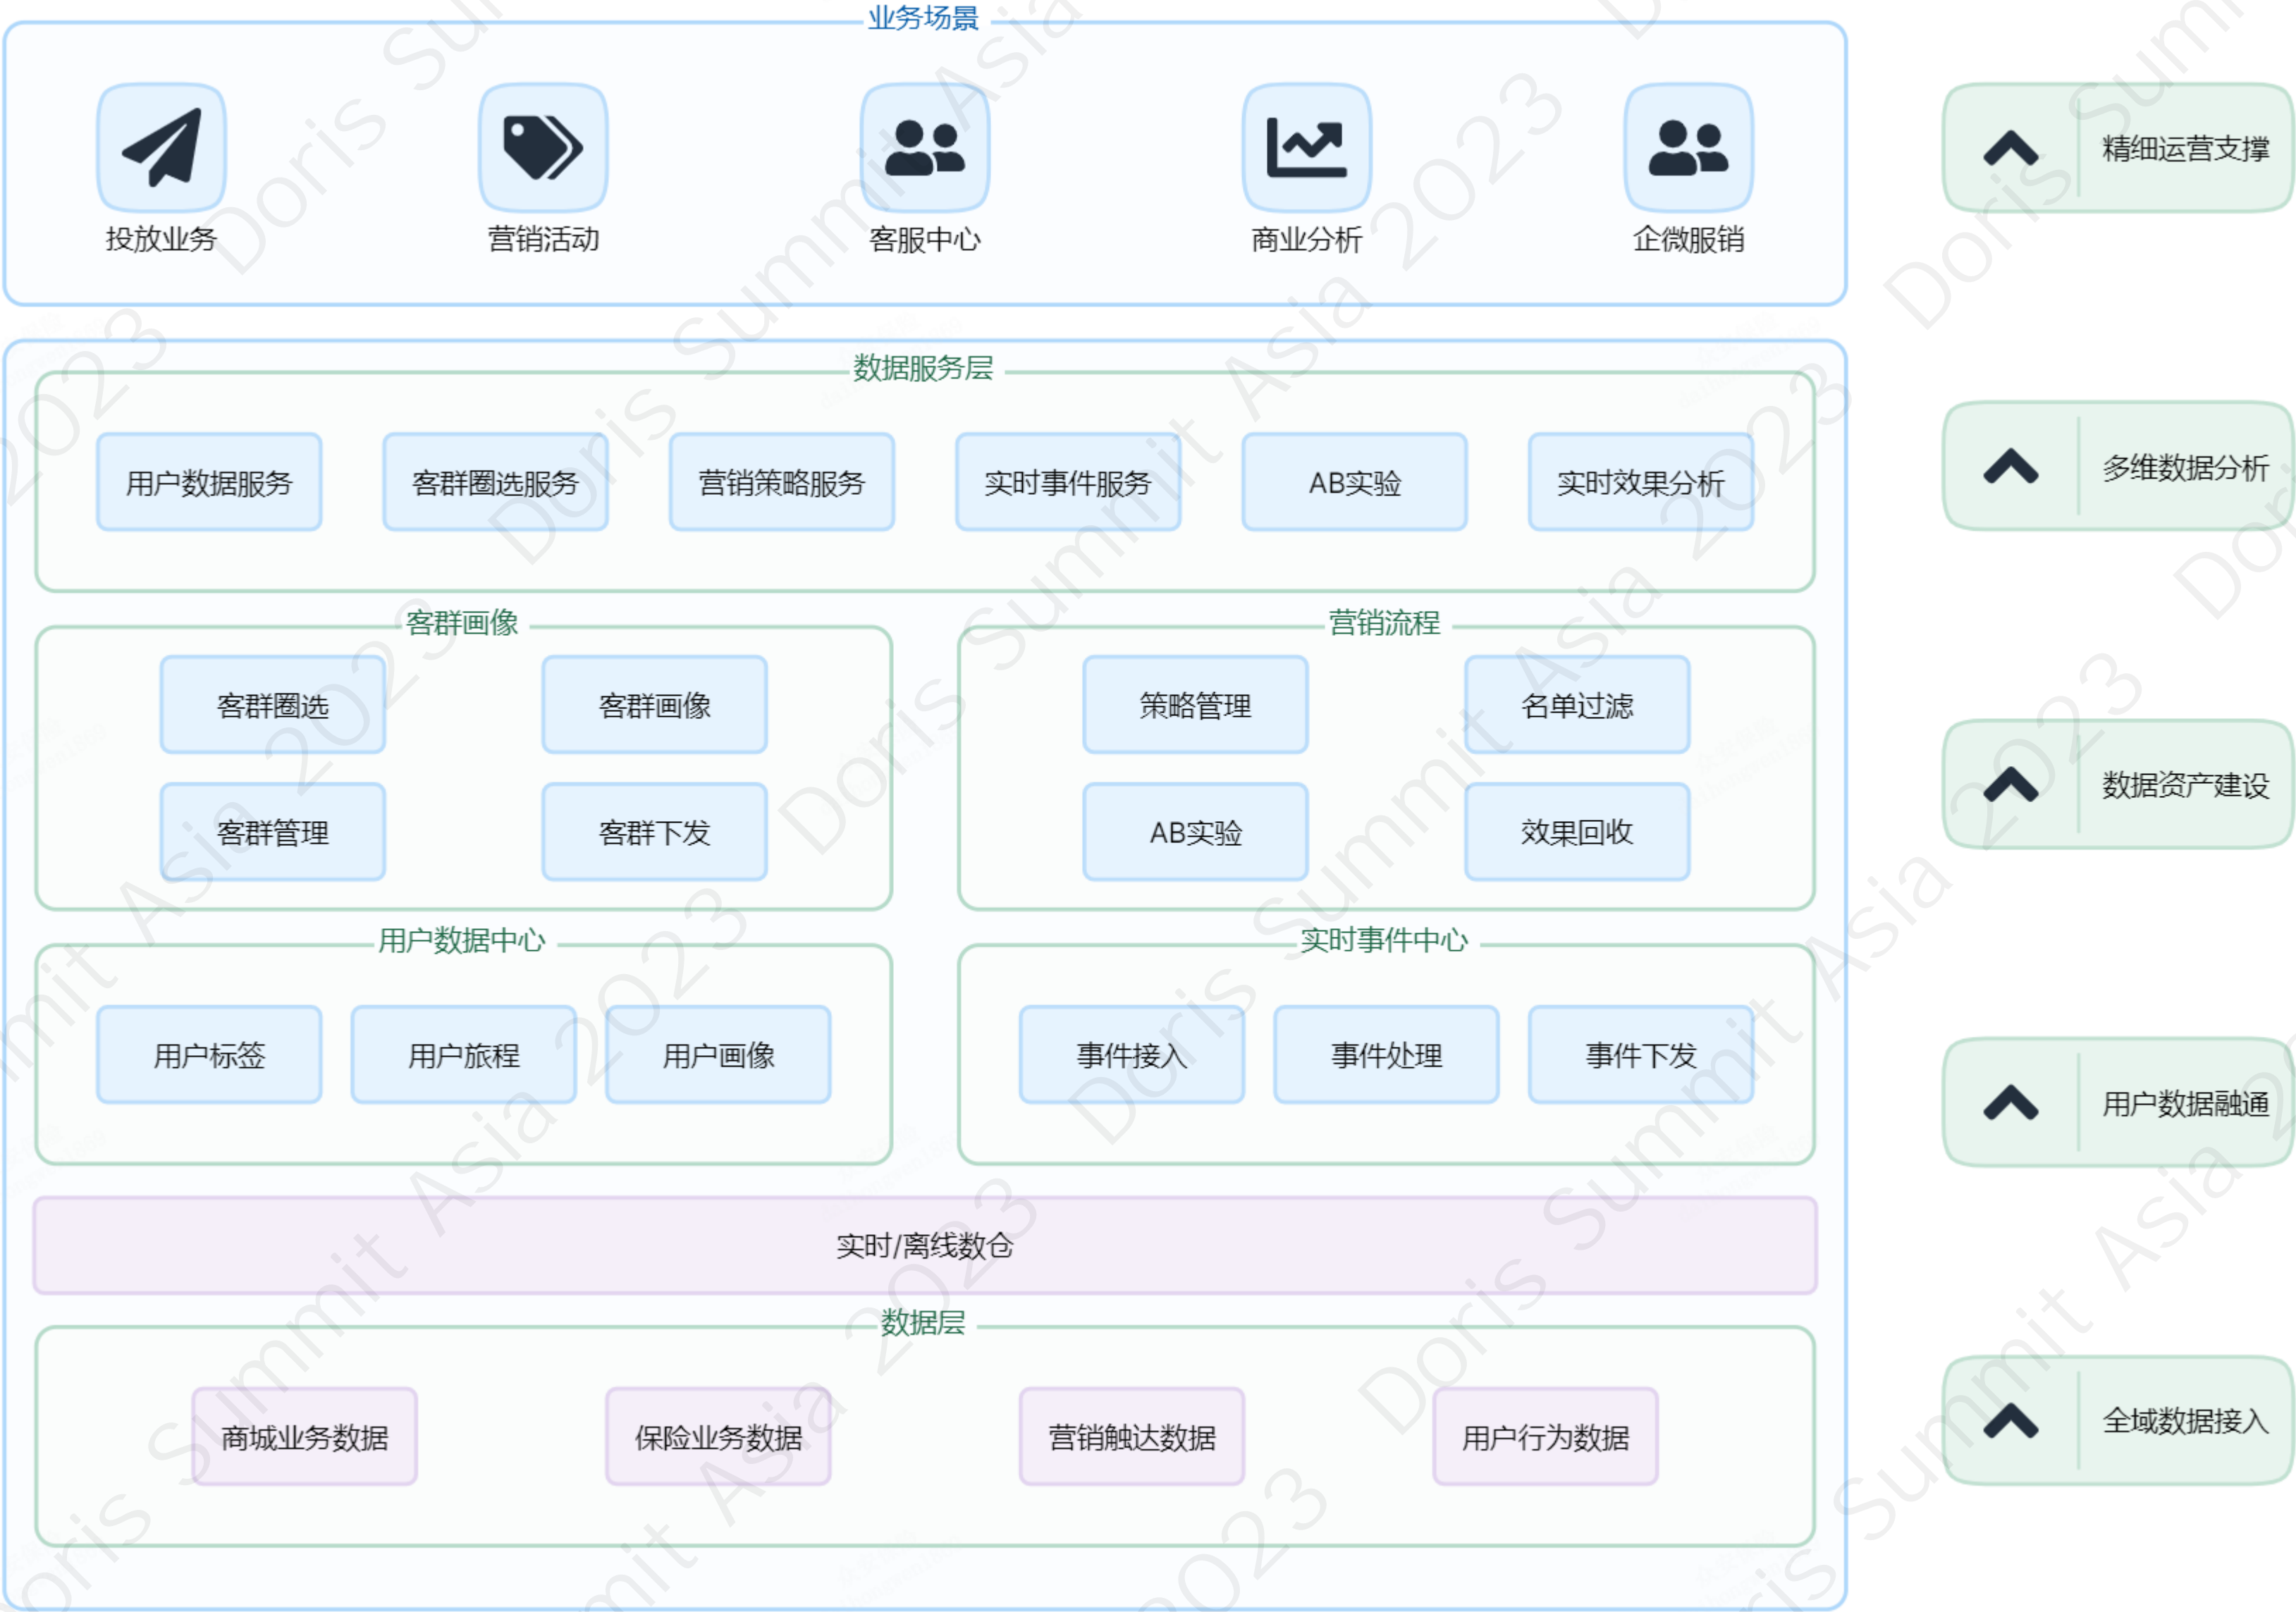 业务场景
投放业务
营销活动
客服中心
商业分析
企微服销
精细运营支撑
数据服务层
用户数据服务
客群圈选服务
营销策略服务
实时事件服务
AB实验
实时效果分析
多维数据分析
客群画像
客群圈选
客群画像
客群管理
客群下发
营销流程
策略管理
名单过滤
AB实验
效果回收
数据资产建设
用户数据中心
用户标签
用户旅程
用户画像
实时事件中心
事件接入
事件处理
事件下发
用户数据融通
实时/离线数仓
数据层
商城业务数据
保险业务数据
营销触达数据
用户行为数据
全域数据接入
Doris Summit Asia 2023